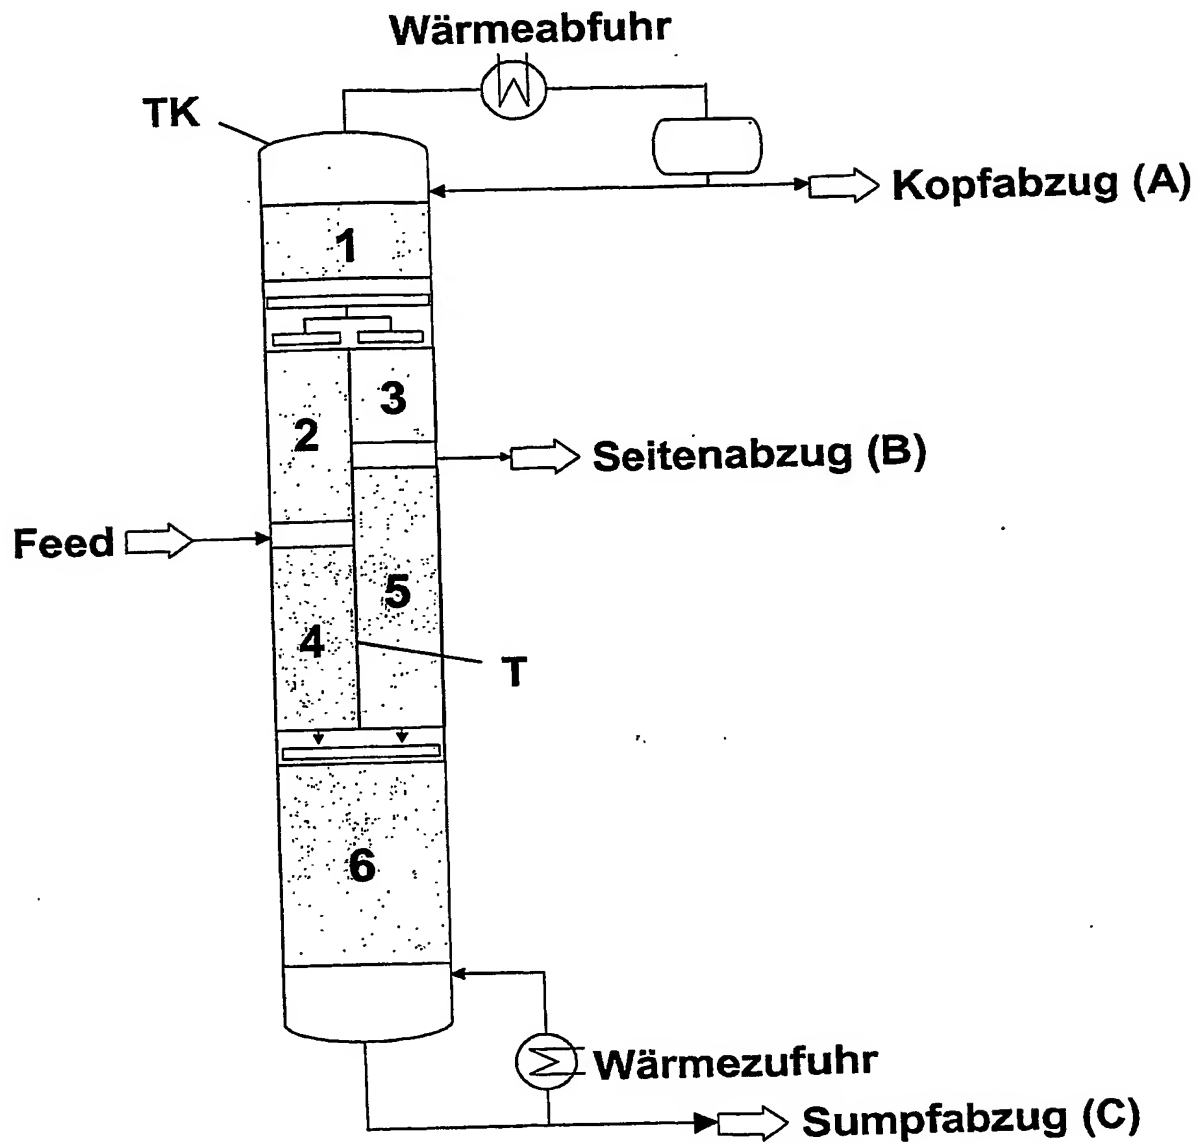 Wärmeabfuhr
TK
Kopfabzug (A)
1
3
2
Seitenabzug (B)
Feed
5
4
T
6
Wärmezufuhr
Sumpfabzug (C)